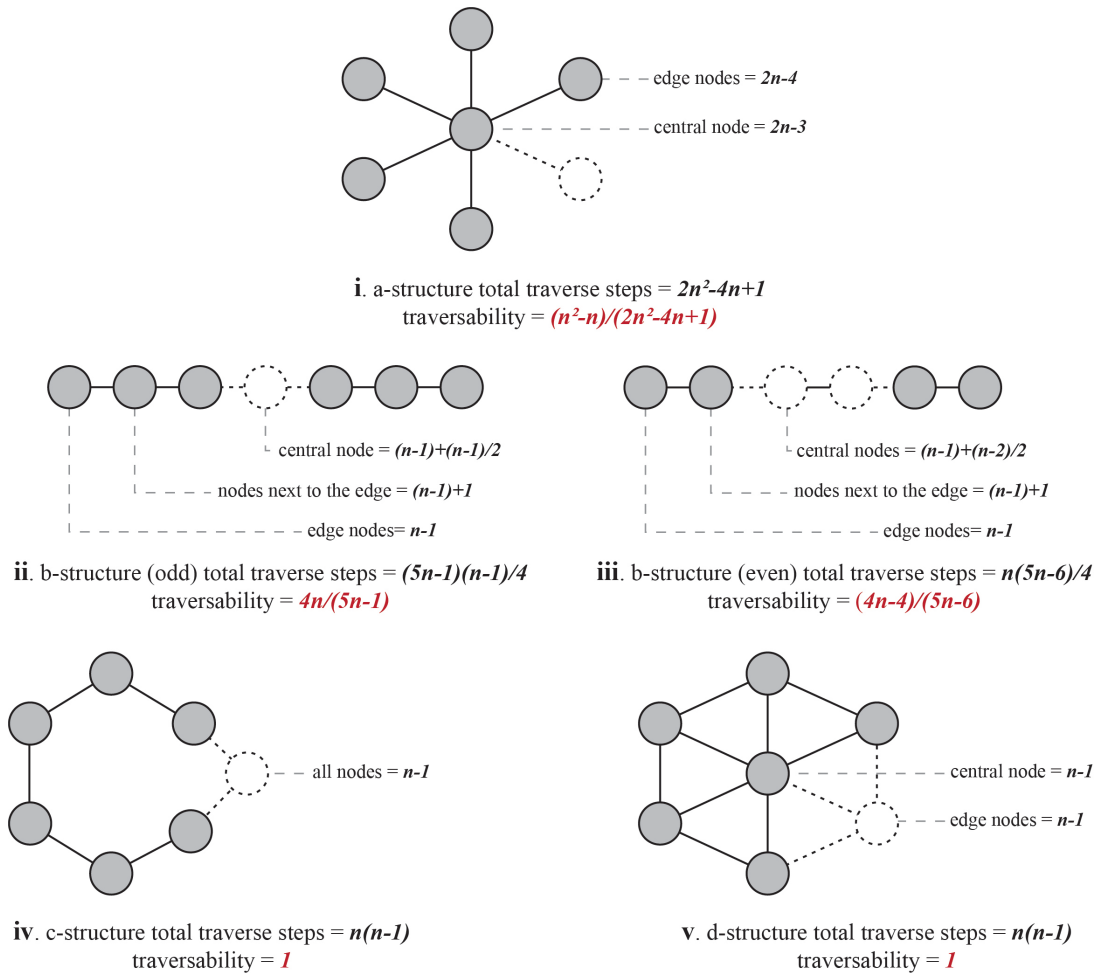 edge nodes = 2n-4
central node = 2n-3
i. a-structure total traverse steps = 2n²-4n+1
traversability = (n²-n)/(2n²-4n+1)
central node = (n-1)+(n-1)/2
nodes next to the edge = (n-1)+1
edge nodes= n-1
ii. b-structure (odd) total traverse steps = (5n-1)(n-1)/4
traversability = 4n/(5n-1)
central nodes = (n-1)+(n-2)/2
nodes next to the edge = (n-1)+1
edge nodes= n-1
iii. b-structure (even) total traverse steps = n(5n-6)/4
traversability = (4n-4)/(5n-6)
all nodes = n-1
iv. c-structure total traverse steps = n(n-1)
traversability = 1
central node = n-1
edge nodes = n-1
v. d-structure total traverse steps = n(n-1)
traversability = 1